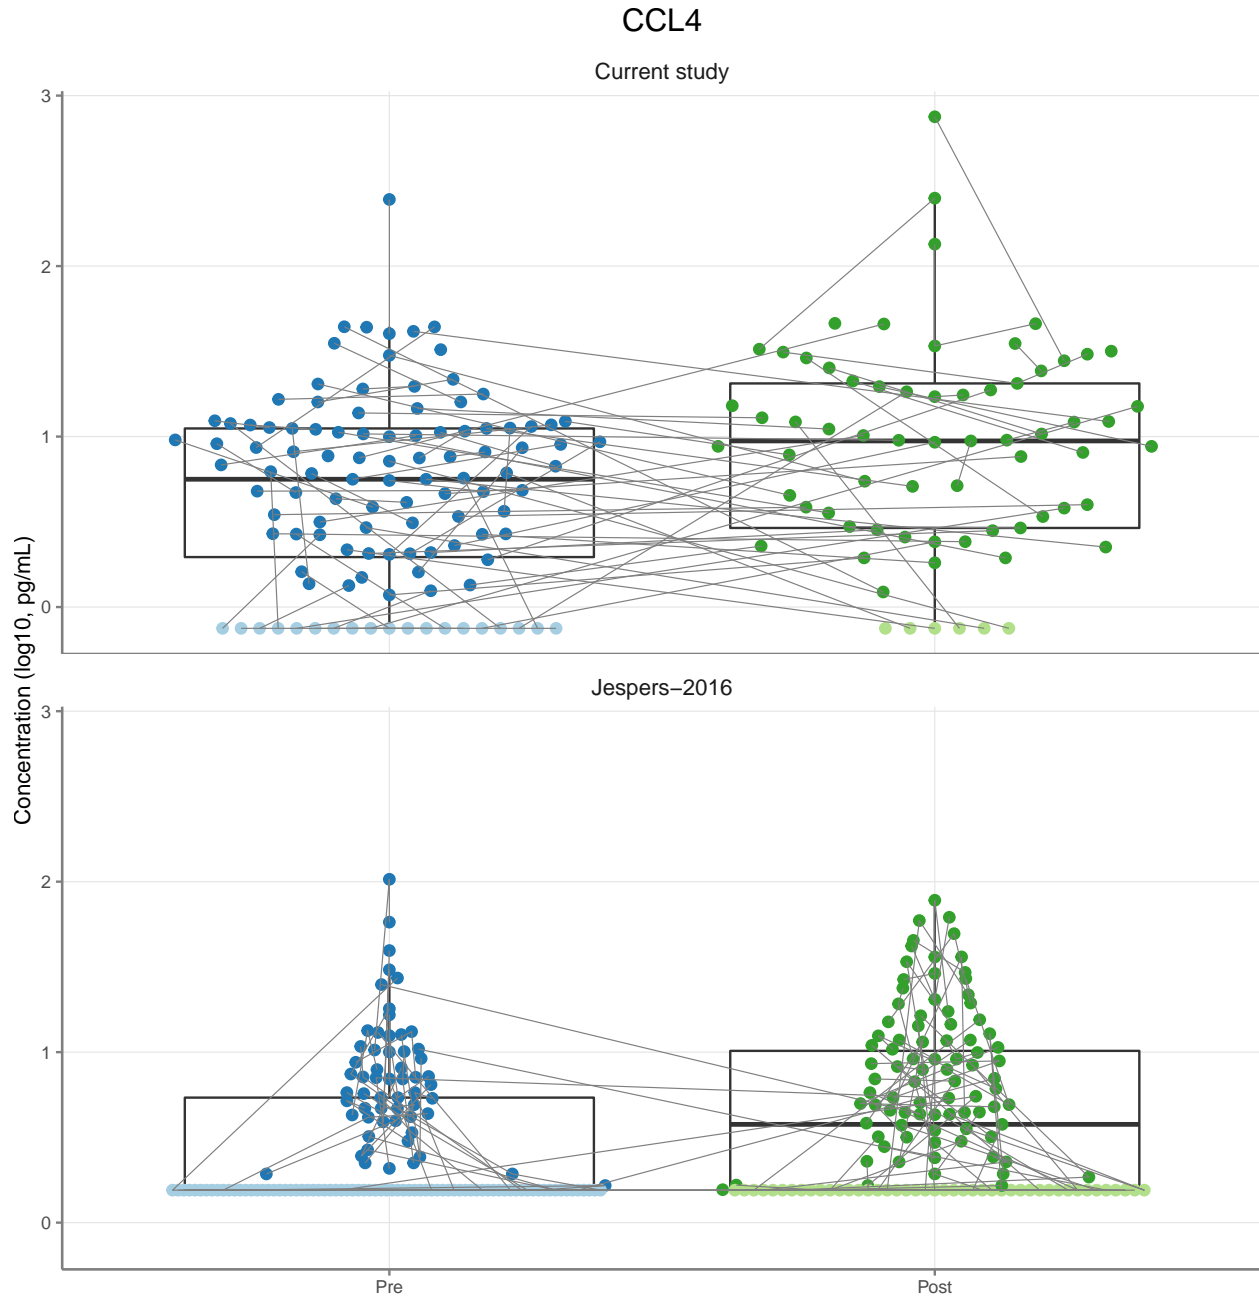 CCL4
Current study
3
2
1
0
Concentration (log10, pg/mL)
Jespers−2016
3
2
1
0
Pre
Post